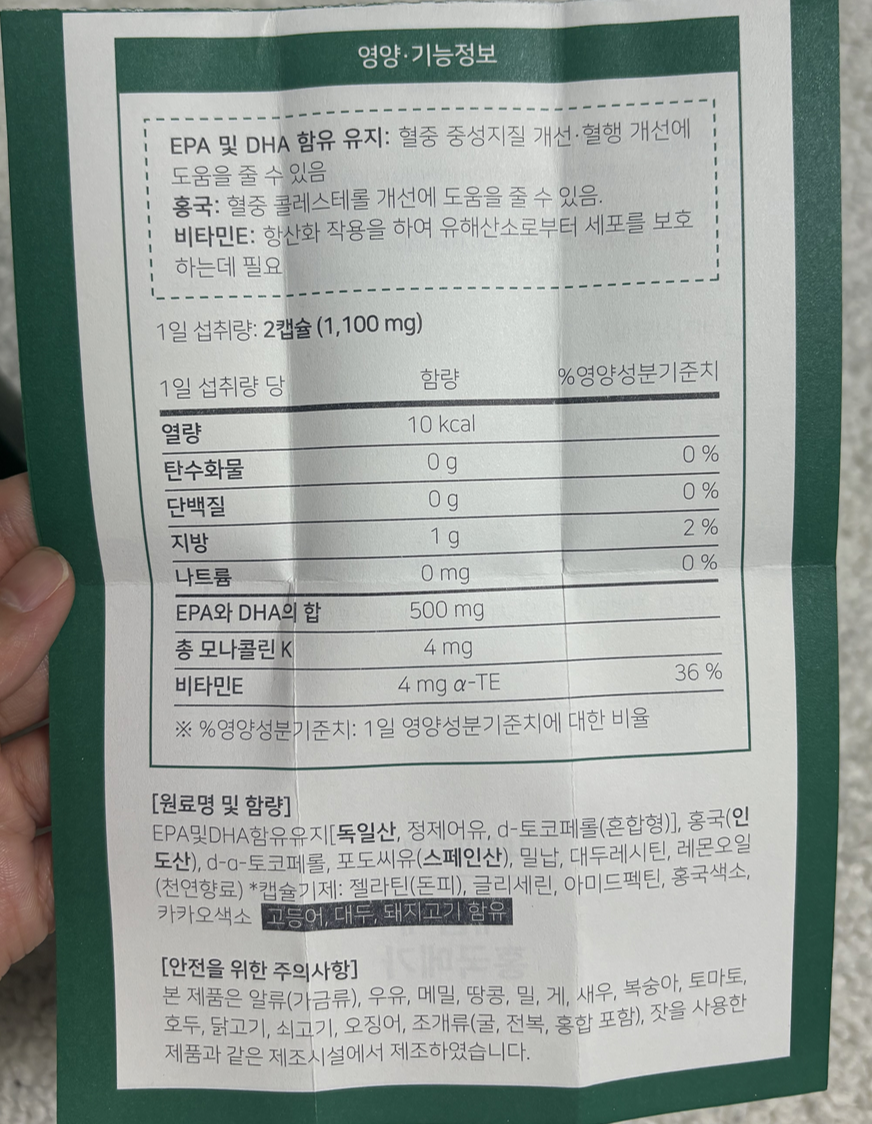 영양·기능정보
EPA 및 DHA 함유 유지: 혈중 중성지질 개선·혈행 개선에
도움을 줄 수 있음
홍국: 혈중 콜레스테롤 개선에 도움을 줄 수 있음.
비타민E: 항산화 작용을 하여 유해산소로부터 세포를 보호
하는데 필요
1일 섭취량: 2캡슐 (1,100 mg)
1일 섭취량 당 함량 %영양성분기준치
열량 10 kcal
탄수화물 0 g 0 %
단백질 0 g 0 %
지방 1 g 2 %
나트륨 0 mg 0 %
EPA와 DHA의 합 500 mg
총 모나콜린 K 4 mg
비타민E 4 mg α-TE 36 %
※ %영양성분기준치: 1일 영양성분기준치에 대한 비율
[원료명 및 함량]
EPA및DHA함유유지[독일산, 정제어유, d-토코페롤(혼합형)], 홍국(인
도산), d-α-토코페롤, 포도씨유(스페인산), 밀납, 대두레시틴, 레몬오일
(천연향료) *캡슐기제: 젤라틴(돈피), 글리세린, 아미드펙틴, 홍국색소,
카카오색소 고등어, 대두, 돼지고기 함유
[안전을 위한 주의사항]
본 제품은 알류(가금류), 우유, 메밀, 땅콩, 밀, 게, 새우, 복숭아, 토마토,
호두, 닭고기, 쇠고기, 오징어, 조개류(굴, 전복, 홍합 포함), 잣을 사용한
제품과 같은 제조시설에서 제조하였습니다.